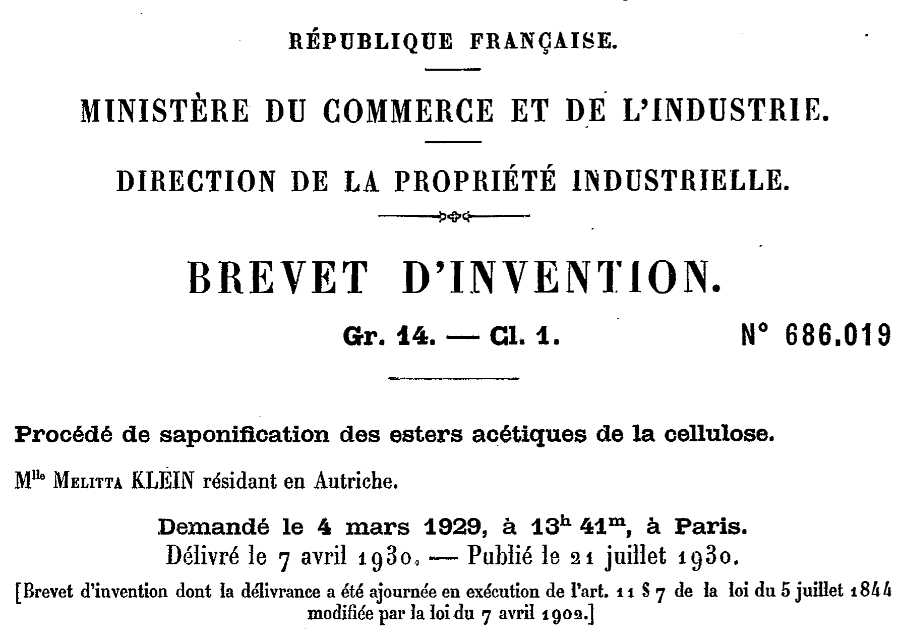 RÉPUBLIQUE FRANÇAISE.
MINISTÈRE DU COMMERCE ET DE L'INDUSTRIE.
DIRECTION DE LA PROPRIÉTÉ INDUSTRIELLE.
BREVET D'INVENTION.
Gr. 14. — Cl. 1. N° 686.019
Procédé de saponification des esters acétiques de la cellulose.
Mlle MELITTA KLEIN résidant en Autriche.
Demandé le 4 mars 1929, à 13h 41m, à Paris.
Délivré le 7 avril 1930. — Publié le 21 juillet 1930.
[Brevet d'invention dont la délivrance a été ajournée en exécution de l'art. 11 § 7 de la loi du 5 juillet 1844
modifiée par la loi du 7 avril 1902.]